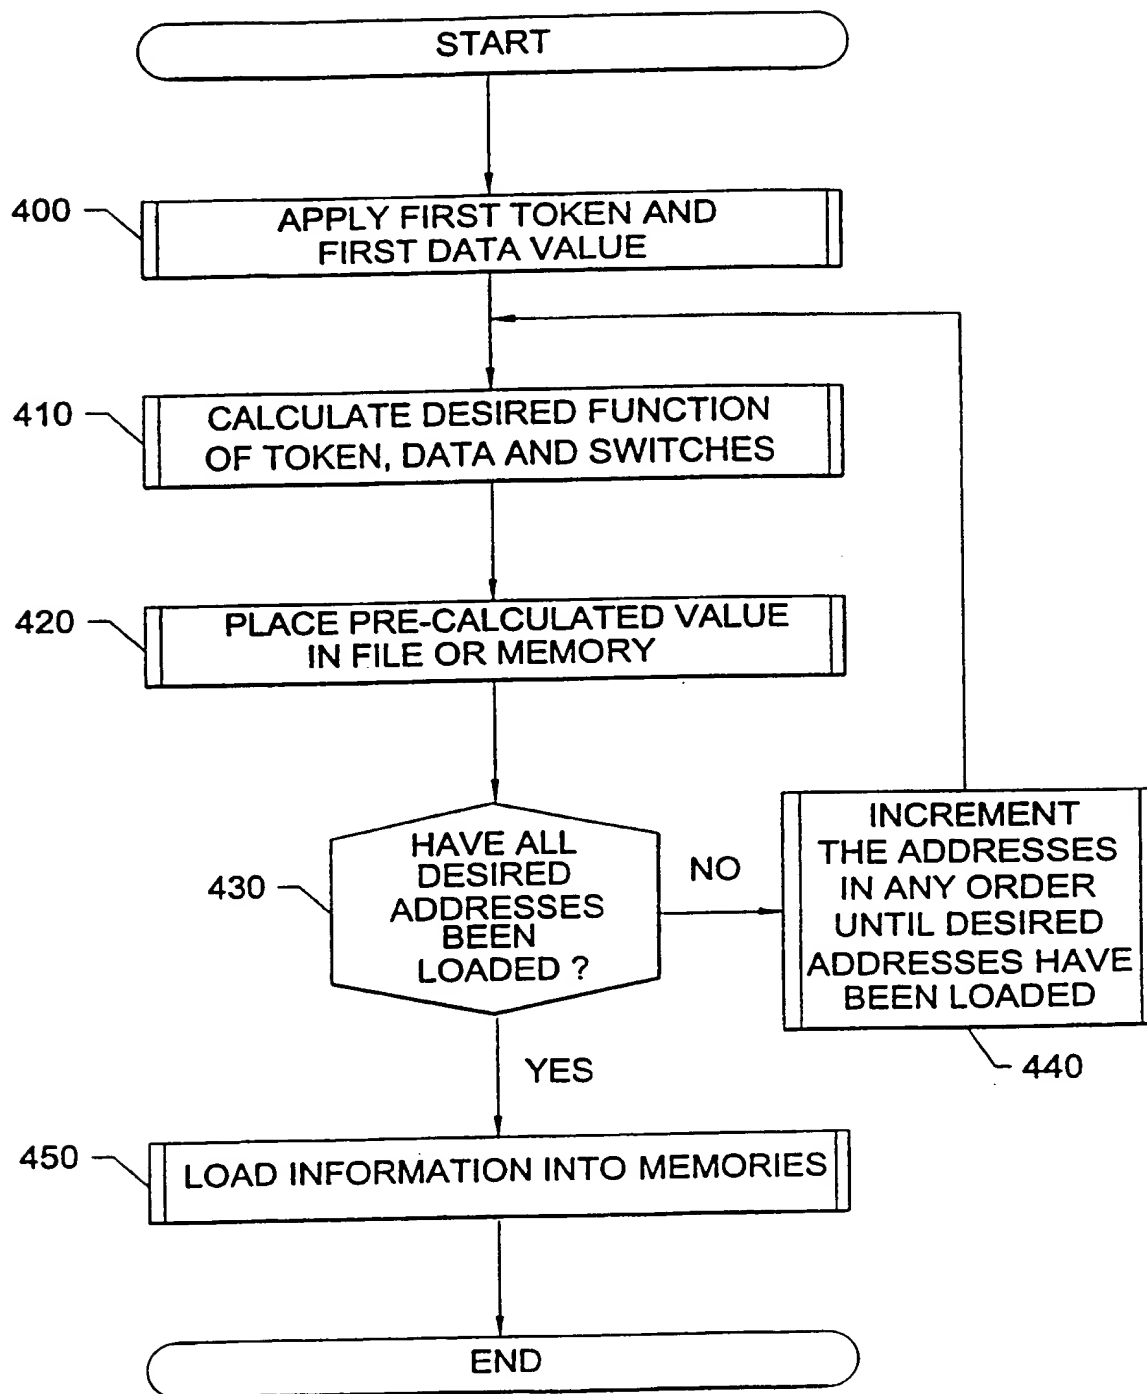 START
400
APPLY FIRST TOKEN AND
FIRST DATA VALUE
410
CALCULATE DESIRED FUNCTION
OF TOKEN, DATA AND SWITCHES
420
PLACE PRE-CALCULATED VALUE
IN FILE OR MEMORY
430
HAVE ALL
DESIRED
ADDRESSES
BEEN
LOADED ?
NO
INCREMENT
THE ADDRESSES
IN ANY ORDER
UNTIL DESIRED
ADDRESSES HAVE
BEEN LOADED
440
YES
450
LOAD INFORMATION INTO MEMORIES
END